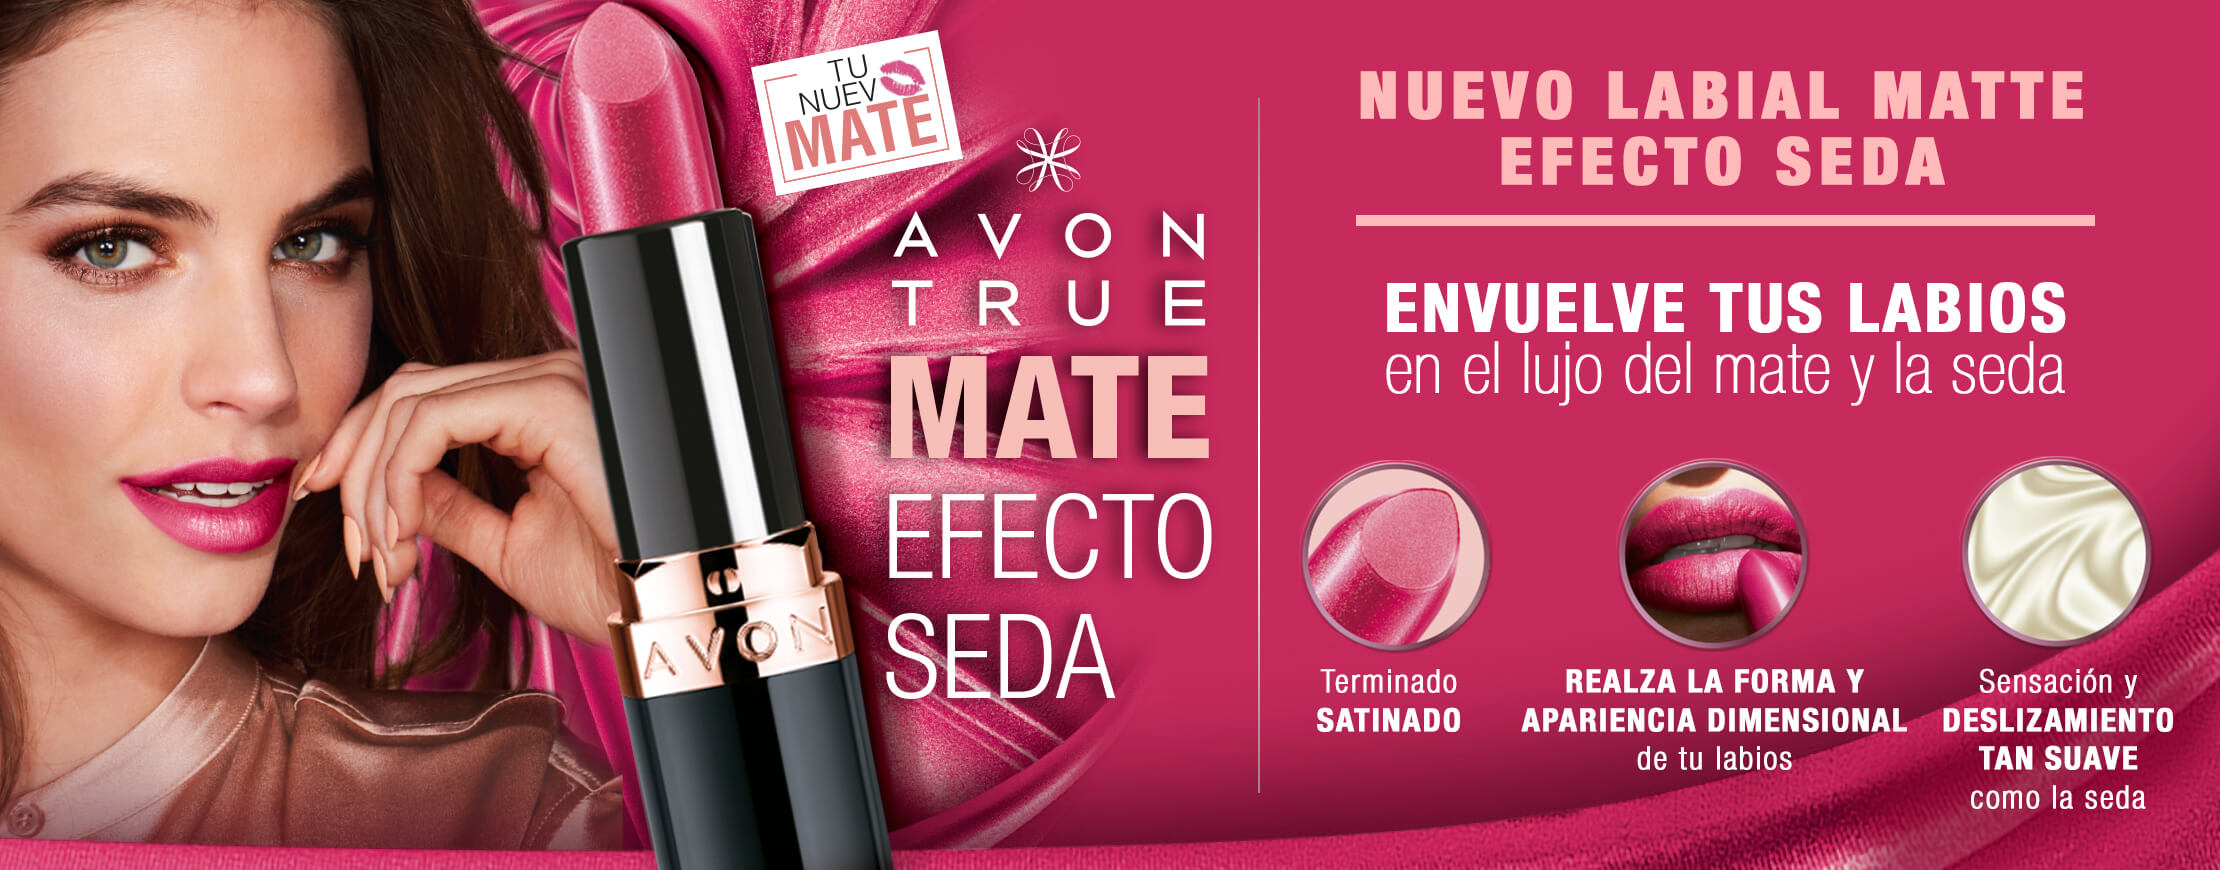 TU
NUEVO
MATE
AVON
TRUE
MATE
EFECTO
SEDA
AVON
NUEVO LABIAL MATTE
EFECTO SEDA
ENVUELVE TUS LABIOS
en el lujo del mate y la seda
Terminado
SATINADO
REALZA LA FORMA Y
APARIENCIA DIMENSIONAL
de tu labios
Sensación y
DESLIZAMIENTO
TAN SUAVE
como la seda